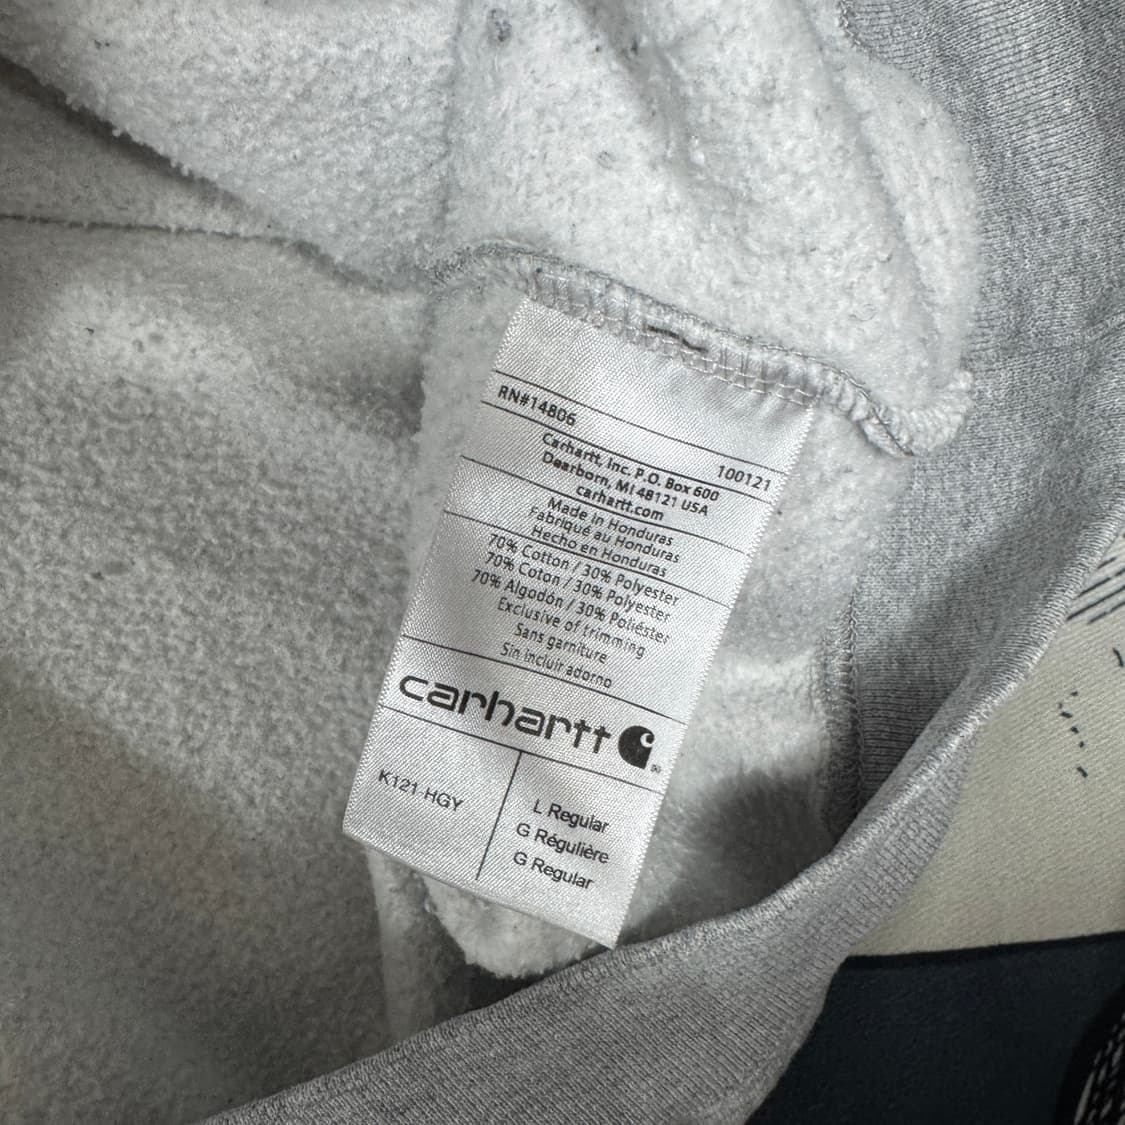 RN#14806
100121
Carhartt, Inc. P.O. Box 600
Dearborn, MI 48121 USA
carhartt.com
Made in Honduras
Fabriqué au Honduras
Hecho en Honduras
70% Cotton / 30% Polyester
70% Coton / 30% Polyester
70% Algodón / 30% Poliéster
Exclusive of trimming
Sans garniture
Sin incluir adorno
carhartt
K121 HGY
L Regular
G Régulière
G Regular